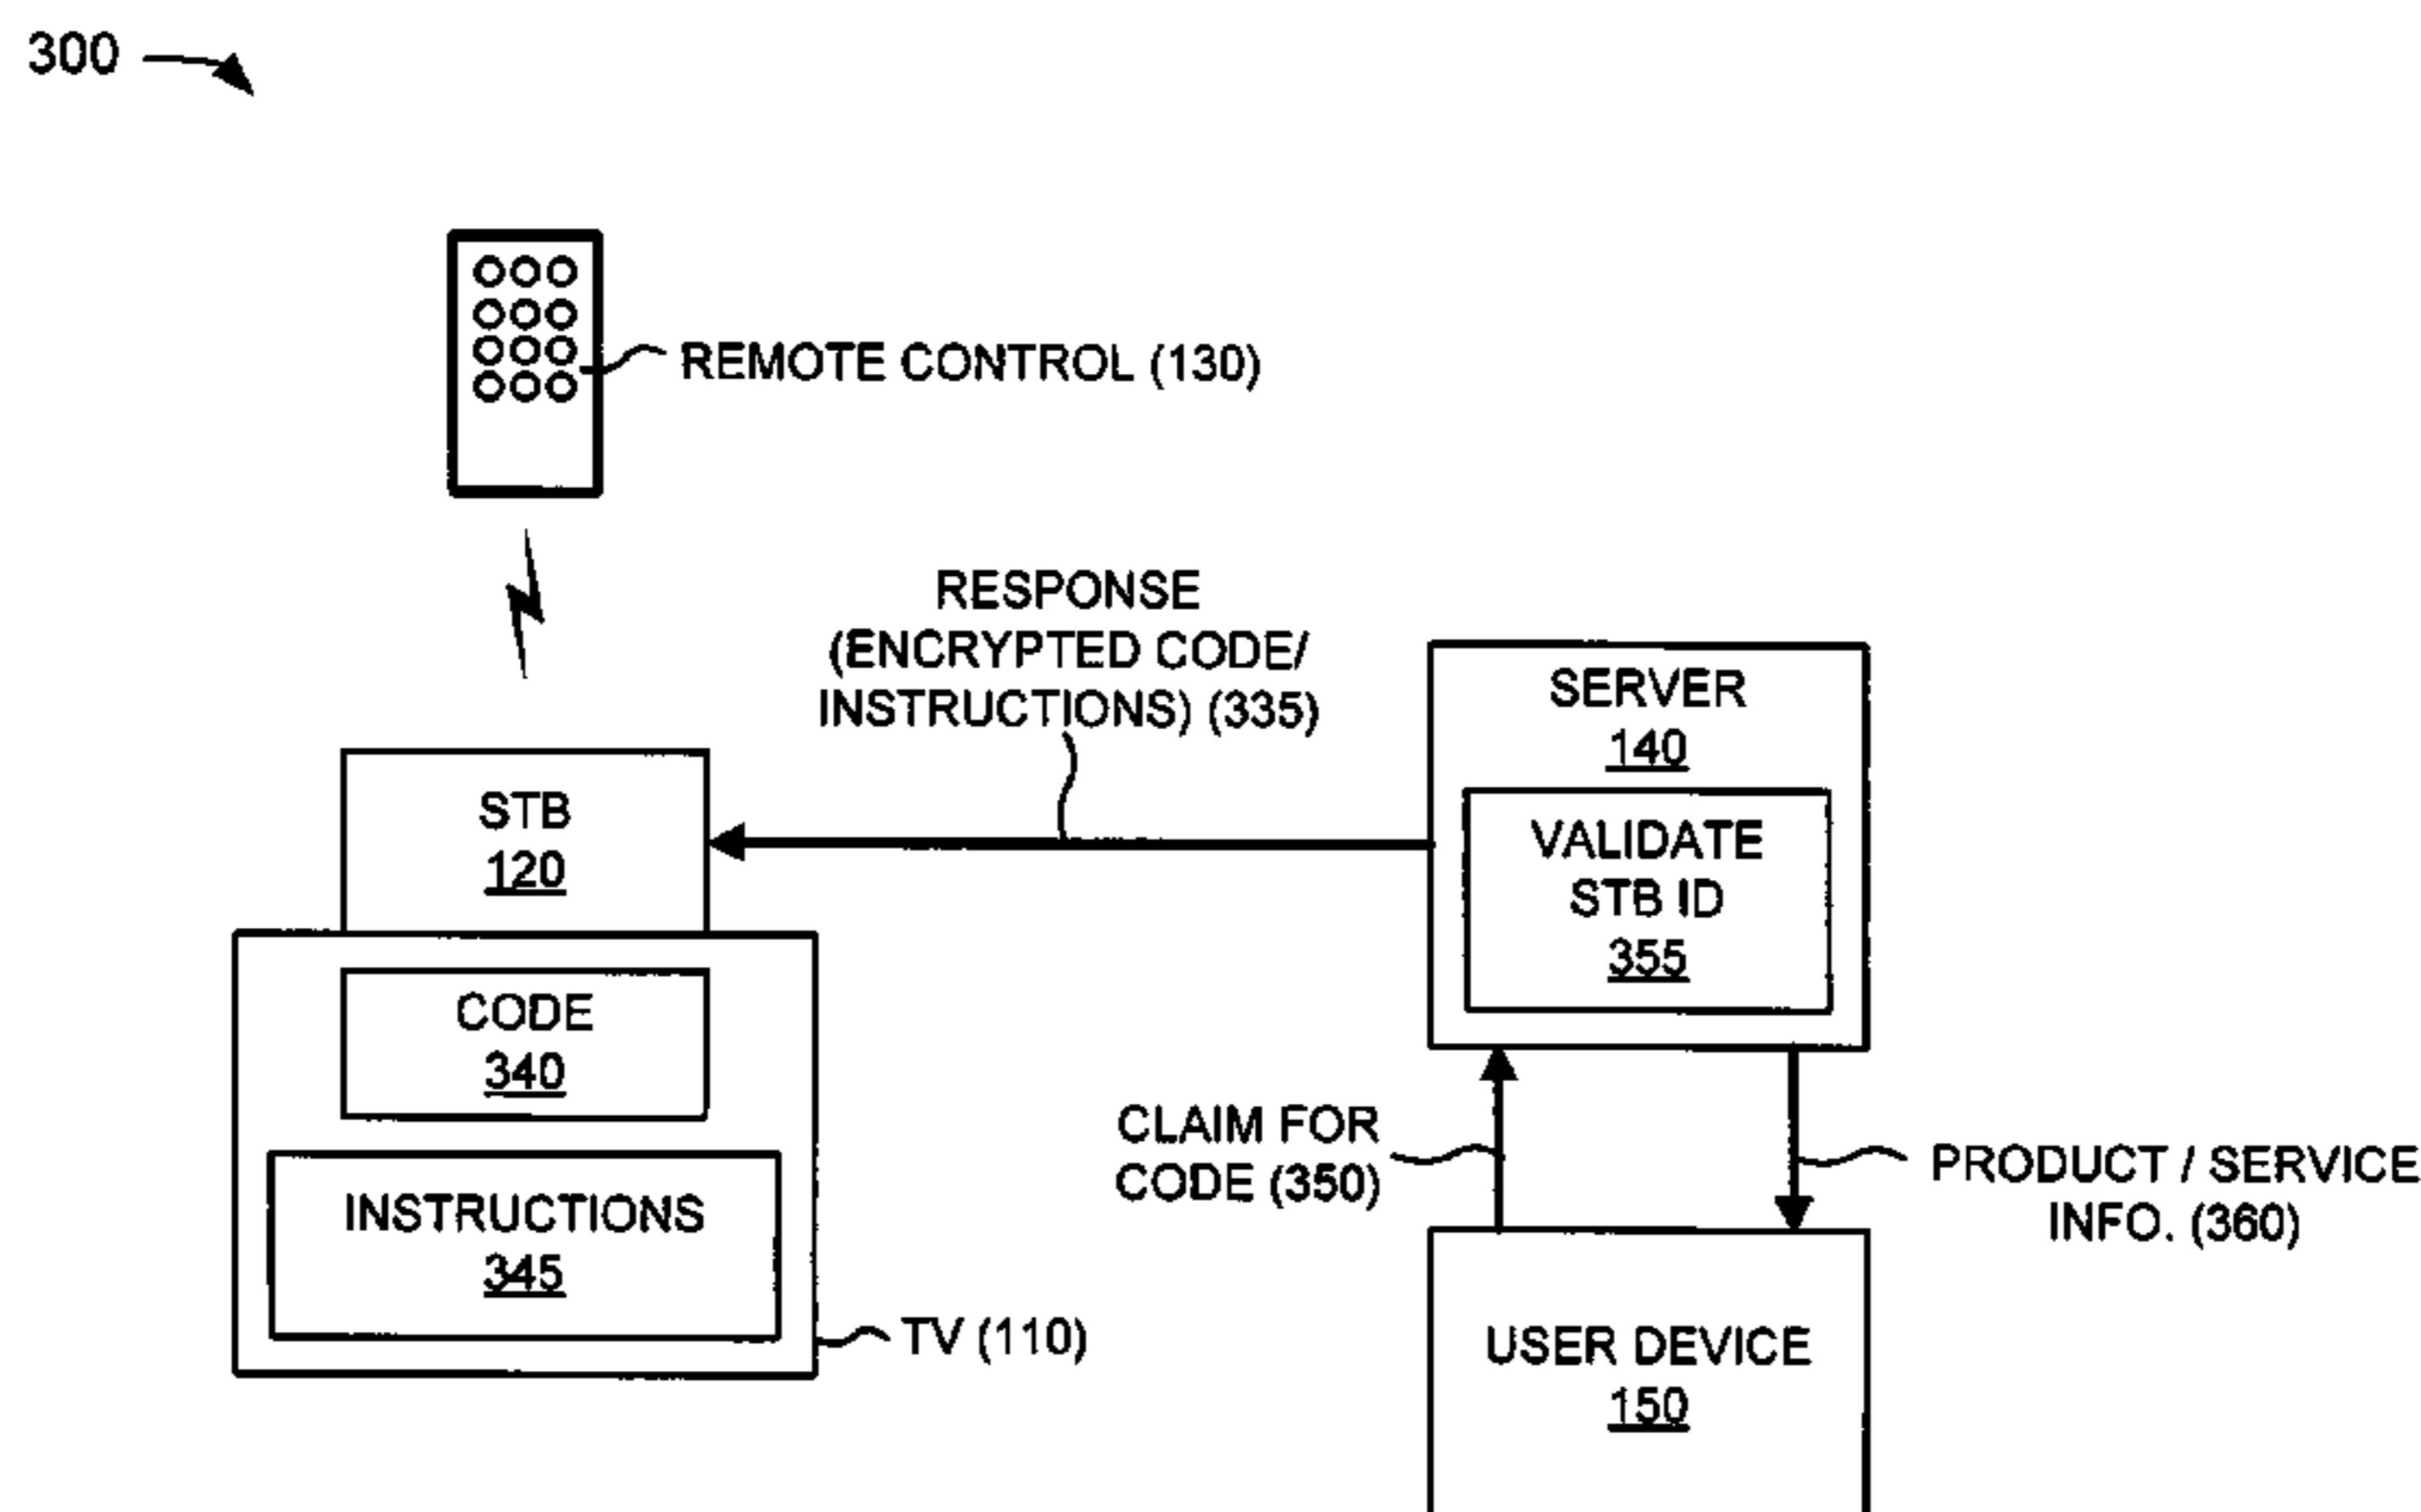 300
REMOTE CONTROL (130)
RESPONSE
(ENCRYPTED CODE/
INSTRUCTIONS) (335)
SERVER
140
VALIDATE
STB ID
355
STB
120
CODE
340
INSTRUCTIONS
345
TV (110)
CLAIM FOR
CODE (350)
PRODUCT / SERVICE
INFO. (360)
USER DEVICE
150